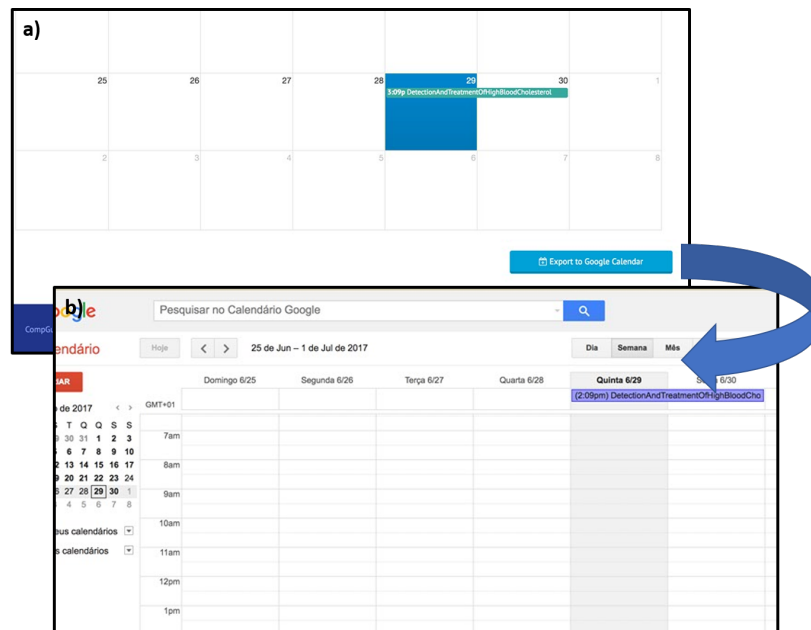 a)
25 26 27 28 29 30 1
3:09p DetectionAndTreatmentOfHighBloodCholesterol
2 3 4 5 6 7 8
Export to Google Calendar
b)
Pesquisar no Calendário Google
endário
Hoje
25 de Jun – 1 de Jul de 2017
Dia Semana Mês
IAR
Domingo 6/25 Segunda 6/26 Terça 6/27 Quarta 6/28 Quinta 6/29 6/30
GMT+01
(2:09pm) DetectionAndTreatmentOfHighBloodCho
de 2017
T Q Q S S
30 31 1 2 3
6 7 8 9 10
13 14 15 16 17
20 21 22 23 24
27 28 29 30 1
4 5 6 7 8
eus calendários
s calendários
7am
8am
9am
10am
11am
12pm
1pm